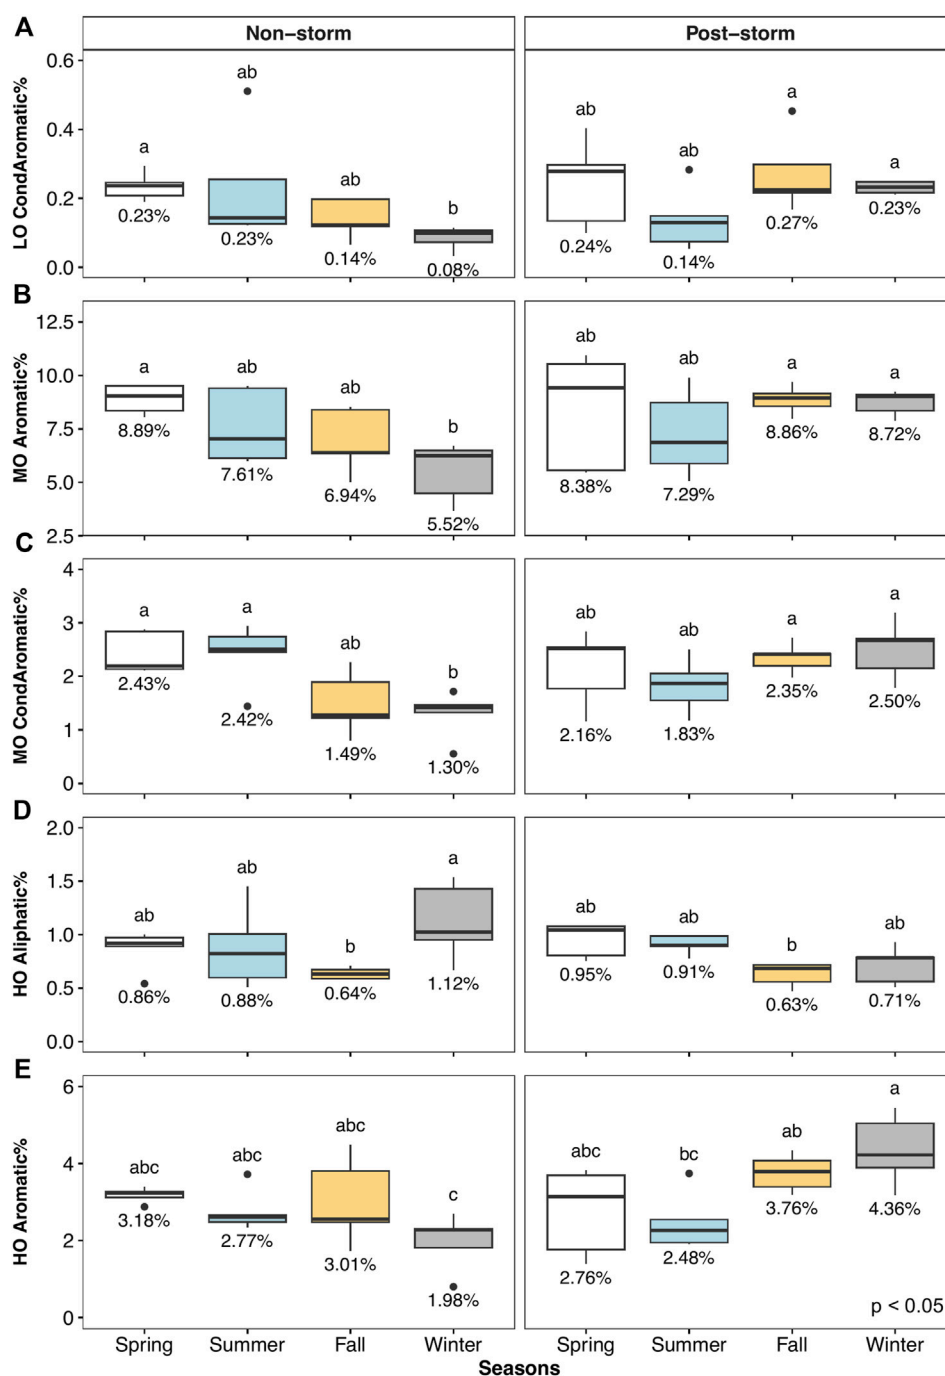 A
Non−storm
Post−storm
LO CondAromatic%
0.6
0.4
0.2
0.0
a
ab
ab
b
0.23%
0.23%
0.14%
0.08%
ab
ab
a
a
0.24%
0.14%
0.27%
0.23%
B
MO Aromatic%
12.5
10.0
7.5
5.0
2.5
a
ab
ab
b
8.89%
7.61%
6.94%
5.52%
ab
ab
a
a
8.38%
7.29%
8.86%
8.72%
C
MO CondAromatic%
4
3
2
1
0
a
a
ab
b
2.43%
2.42%
1.49%
1.30%
ab
ab
a
a
2.16%
1.83%
2.35%
2.50%
D
HO Aliphatic%
2.0
1.5
1.0
0.5
0.0
ab
ab
b
a
0.86%
0.88%
0.64%
1.12%
ab
ab
b
ab
0.95%
0.91%
0.63%
0.71%
E
HO Aromatic%
6
4
2
0
abc
abc
abc
c
3.18%
2.77%
3.01%
1.98%
abc
bc
ab
a
2.76%
2.48%
3.76%
4.36%
p < 0.05
Spring Summer Fall Winter
Spring Summer Fall Winter
Seasons